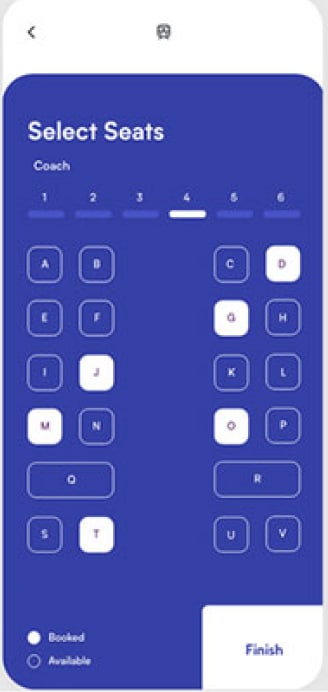 Select Seats
Coach
1 2 3 4 5 6
A B C D
E F G H
I J K L
M N O P
Q R
S T U V
Booked
Available
Finish